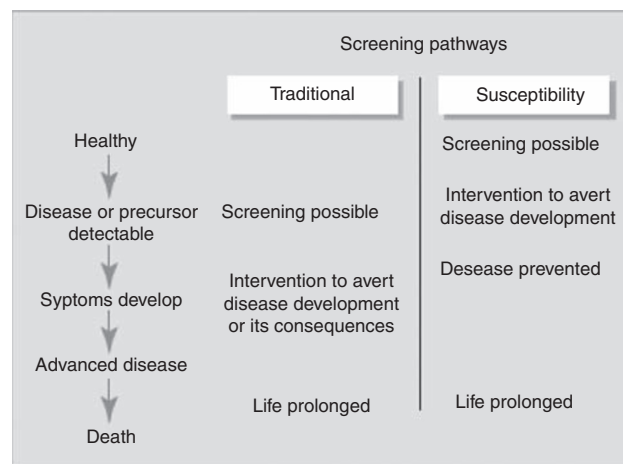 Screening pathways
Traditional
Susceptibility
Healthy
Screening possible
Disease or precursor
detectable
Screening possible
Intervention to avert
disease development
Syptoms develop
Intervention to avert
disease development
or its consequences
Desease prevented
Advanced disease
Life prolonged
Life prolonged
Death